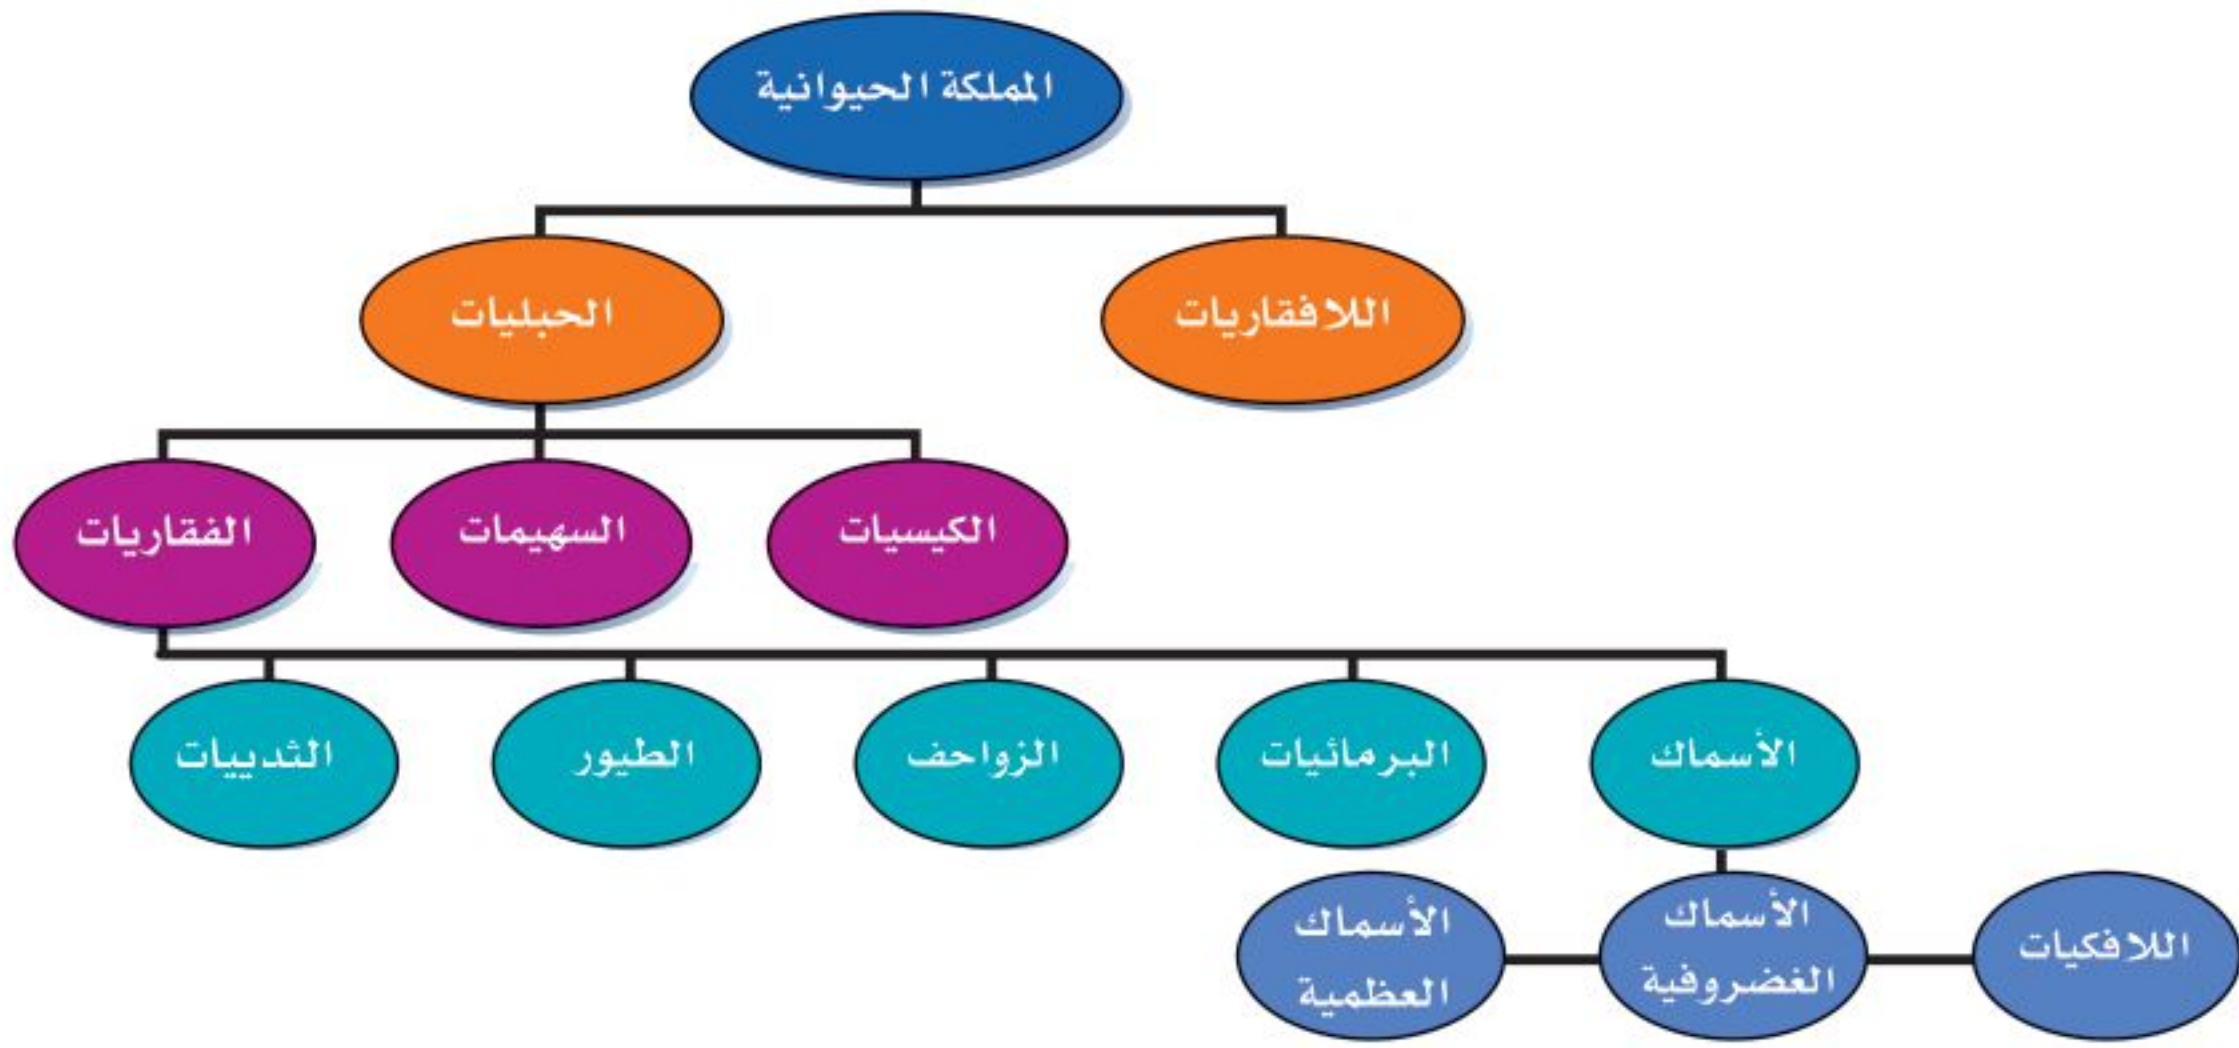 المملكة الحيوانية
اللافقاريات
الحبليات
الكيسيات
السهيمات
الفقاريات
الأسماك
البرمائيات
الزواحف
الطيور
الثدييات
اللافكيات
الأسماك
الغضروفية
الأسماك
العظمية